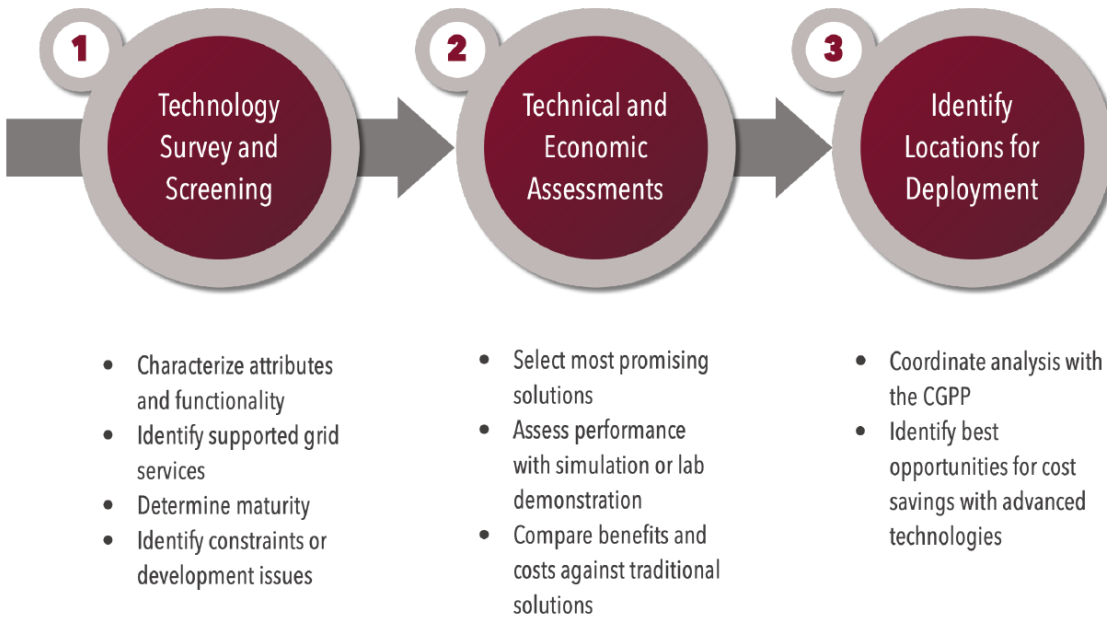 1
Technology
Survey and
Screening
• Characterize attributes
and functionality
• Identify supported grid
services
• Determine maturity
• Identify constraints or
development issues
2
Technical and
Economic
Assessments
• Select most promising
solutions
• Assess performance
with simulation or lab
demonstration
• Compare benefits and
costs against traditional
solutions
3
Identify
Locations for
Deployment
• Coordinate analysis with
the CGPP
• Identify best
opportunities for cost
savings with advanced
technologies